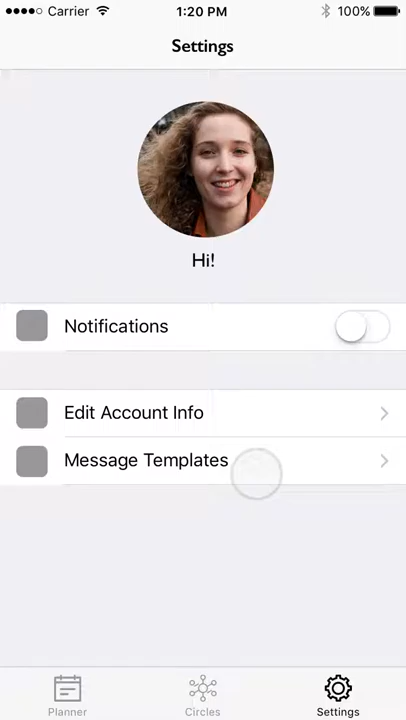 Carrier 1:20 PM 100%
Settings
Hi!
Notifications
Edit Account Info
Message Templates
Planner Circles Settings